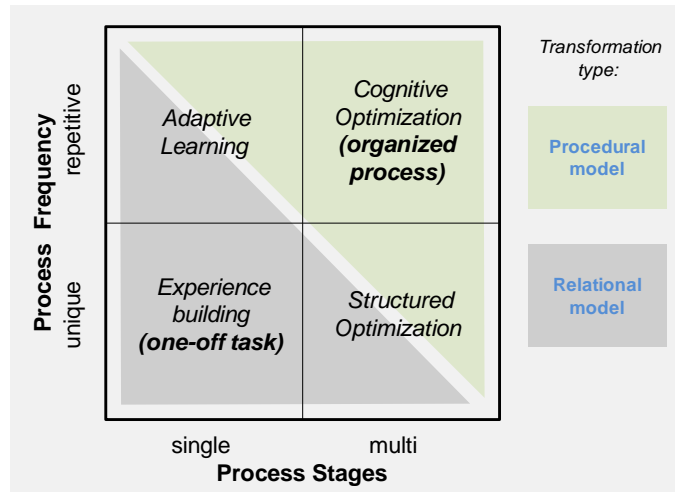 Process Frequency
repetitive
unique
Adaptive
Learning
Cognitive
Optimization
(organized
process)
Experience
building
(one-off task)
Structured
Optimization
single
multi
Process Stages
Transformation
type:
Procedural
model
Relational
model